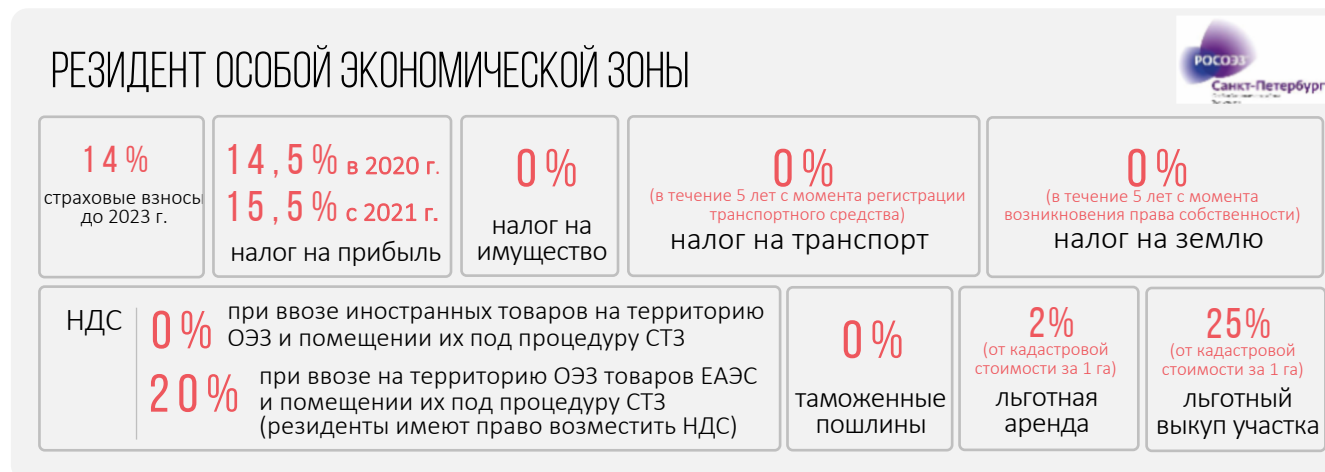 РЕЗИДЕНТ ОСОБОЙ ЭКОНОМИЧЕСКОЙ ЗОНЫ
РОСОЭЗ
Санкт-Петербург
14%
страховые взносы
до 2023 г.
14,5% в 2020 г.
15,5% с 2021 г.
налог на прибыль
0%
налог на
имущество
0%
(в течение 5 лет с момента регистрации
транспортного средства)
налог на транспорт
0%
(в течение 5 лет с момента
возникновения права собственности)
налог на землю
НДС
0%
при ввозе иностранных товаров на территорию
ОЭЗ и помещении их под процедуру СТЗ
20%
при ввозе на территорию ОЭЗ товаров ЕАЭС
и помещении их под процедуру СТЗ
(резиденты имеют право возместить НДС)
0%
таможенные
пошлины
2%
(от кадастровой
стоимости за 1 га)
льготная
аренда
25%
(от кадастровой
стоимости за 1 га)
льготный
выкуп участка